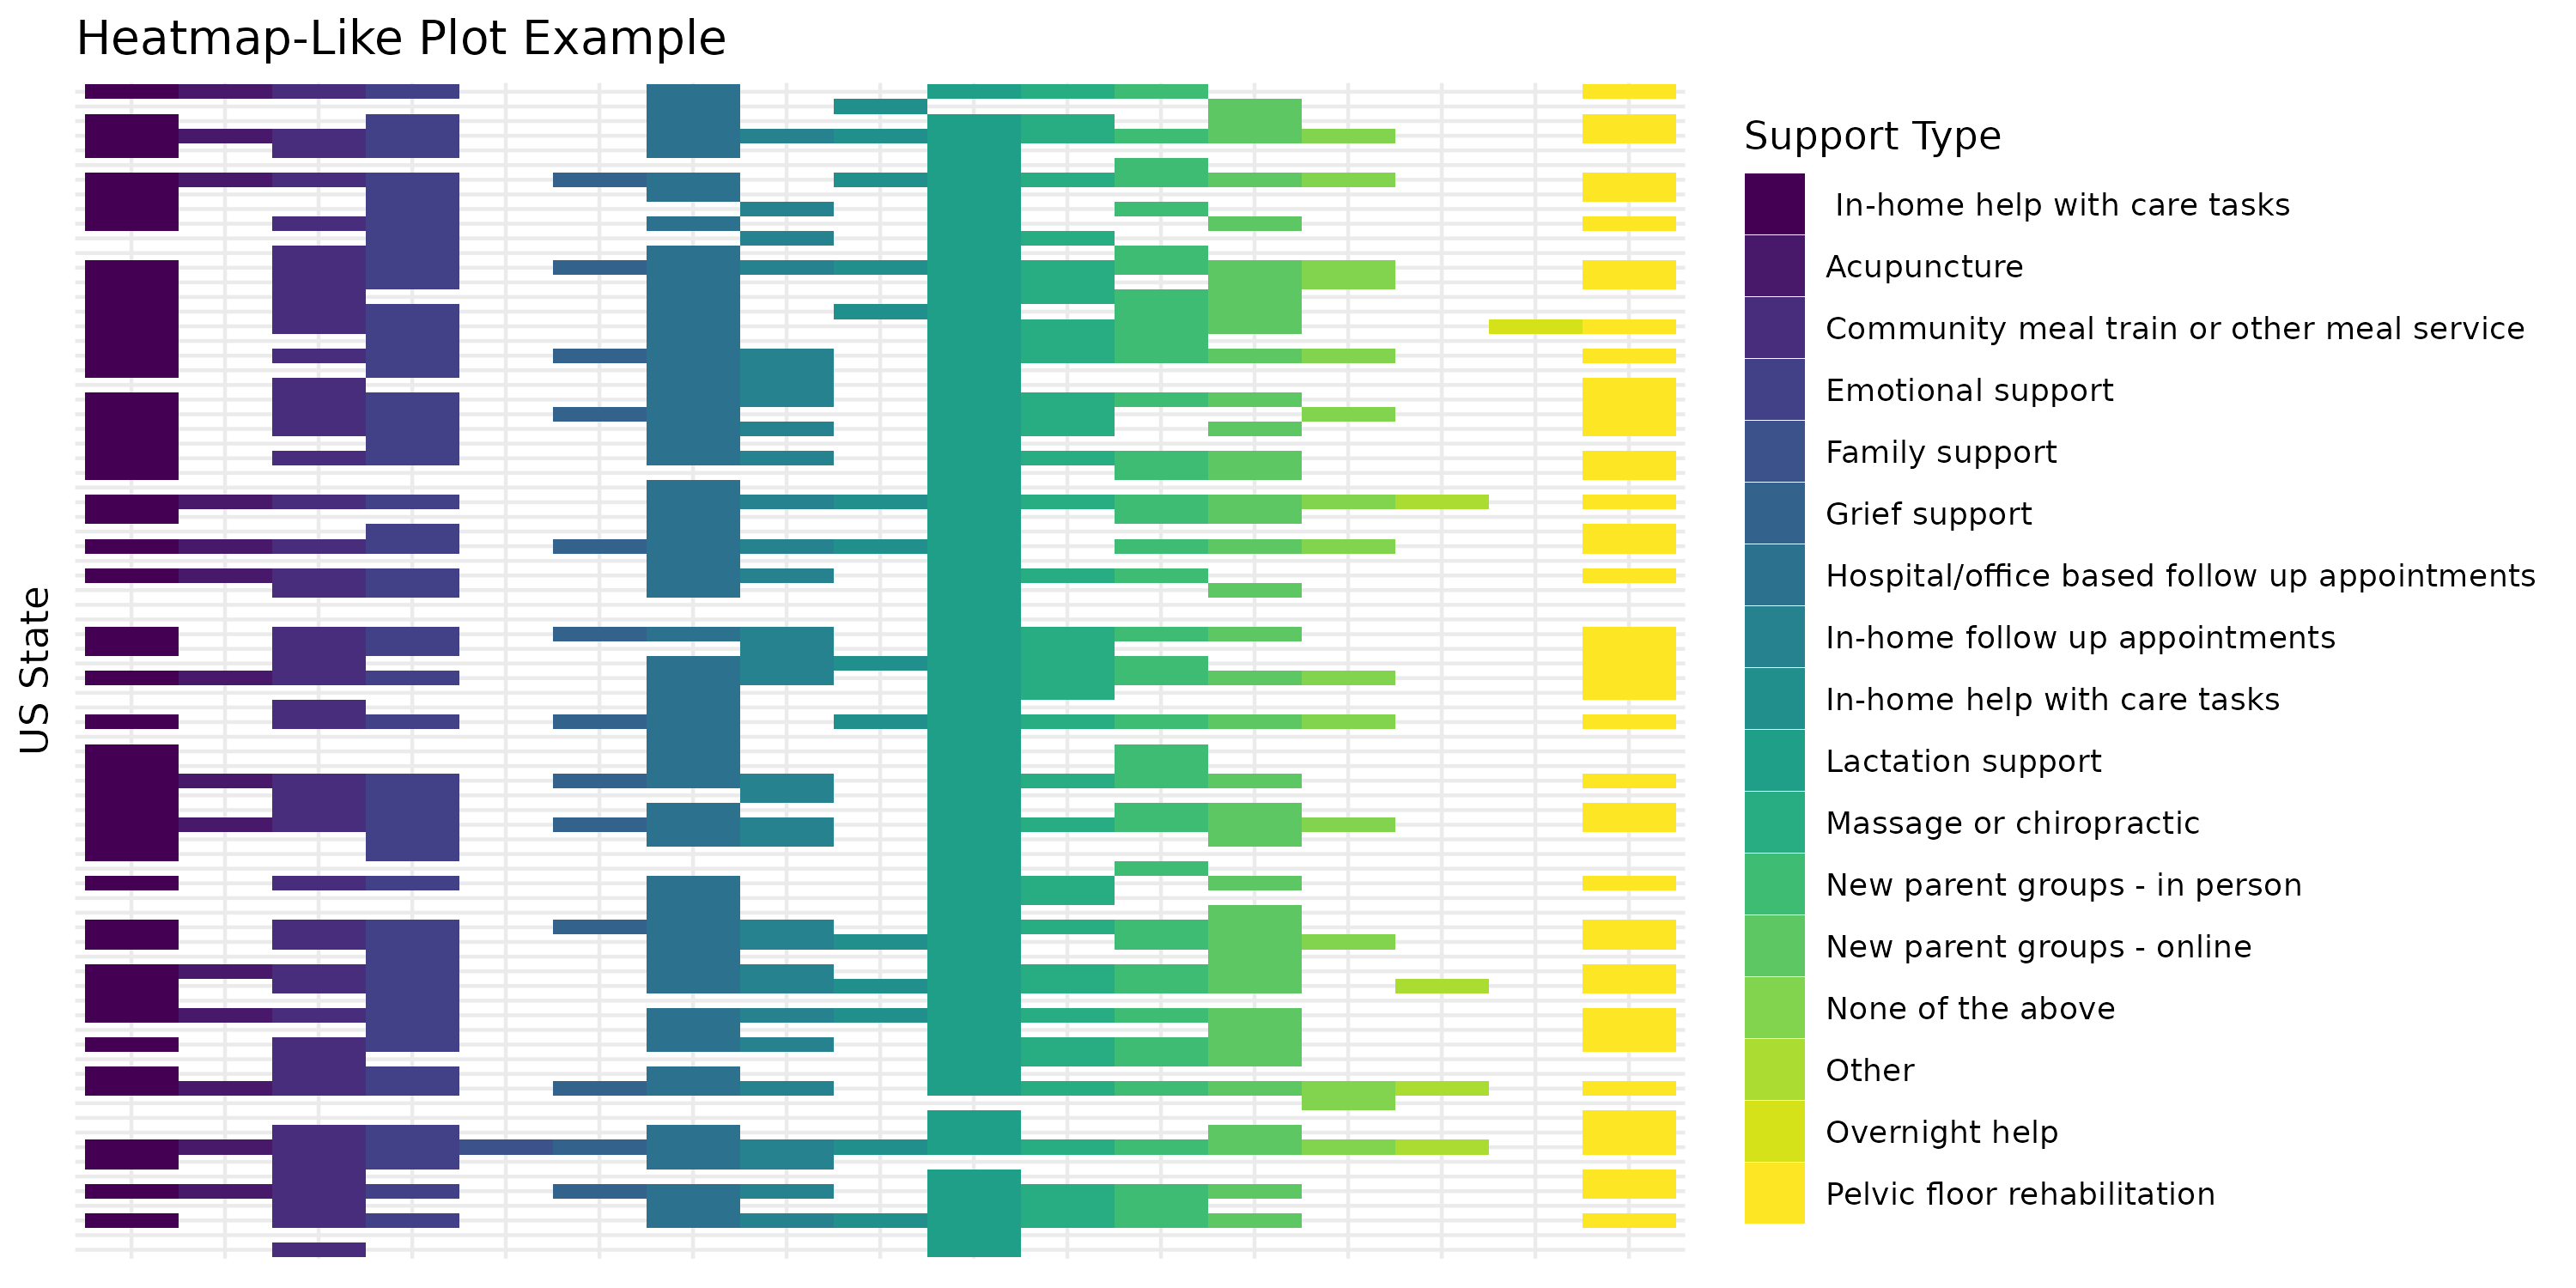 Heatmap-Like Plot Example
US State
Support Type
In-home help with care tasks
Acupuncture
Community meal train or other meal service
Emotional support
Family support
Grief support
Hospital/office based follow up appointments
In-home follow up appointments
In-home help with care tasks
Lactation support
Massage or chiropractic
New parent groups - in person
New parent groups - online
None of the above
Other
Overnight help
Pelvic floor rehabilitation